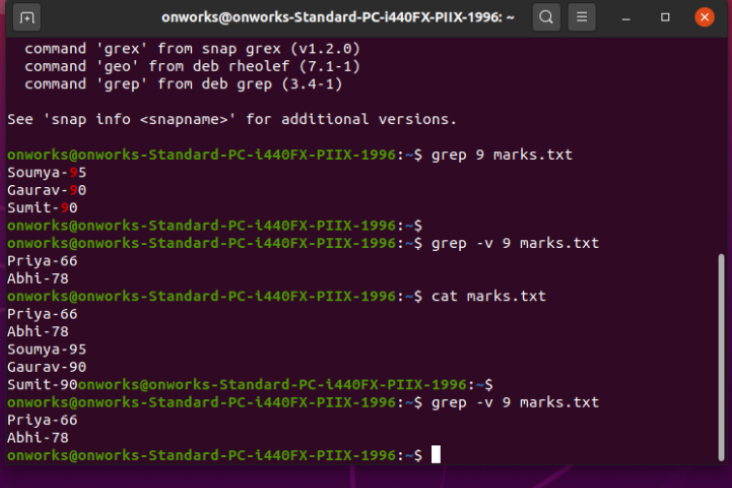 onworks@onworks-Standard-PC-i440FX-PIIX-1996: ~
command 'grex' from snap grex (v1.2.0)
command 'geo' from deb rheolef (7.1-1)
command 'grep' from deb grep (3.4-1)
See 'snap info <snapname>' for additional versions.
onworks@onworks-Standard-PC-i440FX-PIIX-1996:~$ grep 9 marks.txt
Soumya-95
Gaurav-90
Sumit-90
onworks@onworks-Standard-PC-i440FX-PIIX-1996:~$
onworks@onworks-Standard-PC-i440FX-PIIX-1996:~$ grep -v 9 marks.txt
Priya-66
Abhi-78
onworks@onworks-Standard-PC-i440FX-PIIX-1996:~$ cat marks.txt
Priya-66
Abhi-78
Soumya-95
Gaurav-90
Sumit-90onworks@onworks-Standard-PC-i440FX-PIIX-1996:~$
onworks@onworks-Standard-PC-i440FX-PIIX-1996:~$ grep -v 9 marks.txt
Priya-66
Abhi-78
onworks@onworks-Standard-PC-i440FX-PIIX-1996:~$